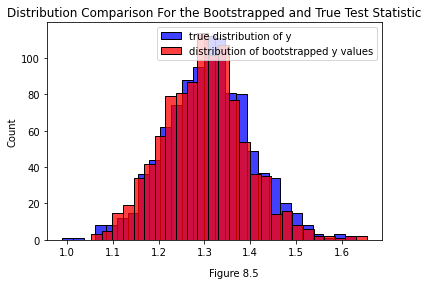 Distribution Comparison For the Bootstrapped and True Test Statistic
true distribution of y
distribution of bootstrapped y values
Count
100
80
60
40
20
0
1.0 1.1 1.2 1.3 1.4 1.5 1.6
Figure 8.5